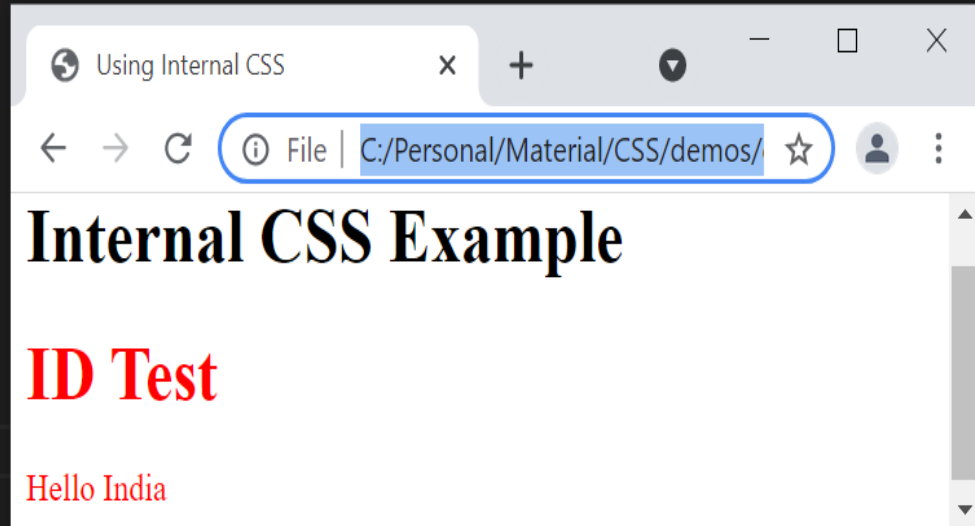 Using Internal CSS
File C:/Personal/Material/CSS/demos/
Internal CSS Example
ID Test
Hello India